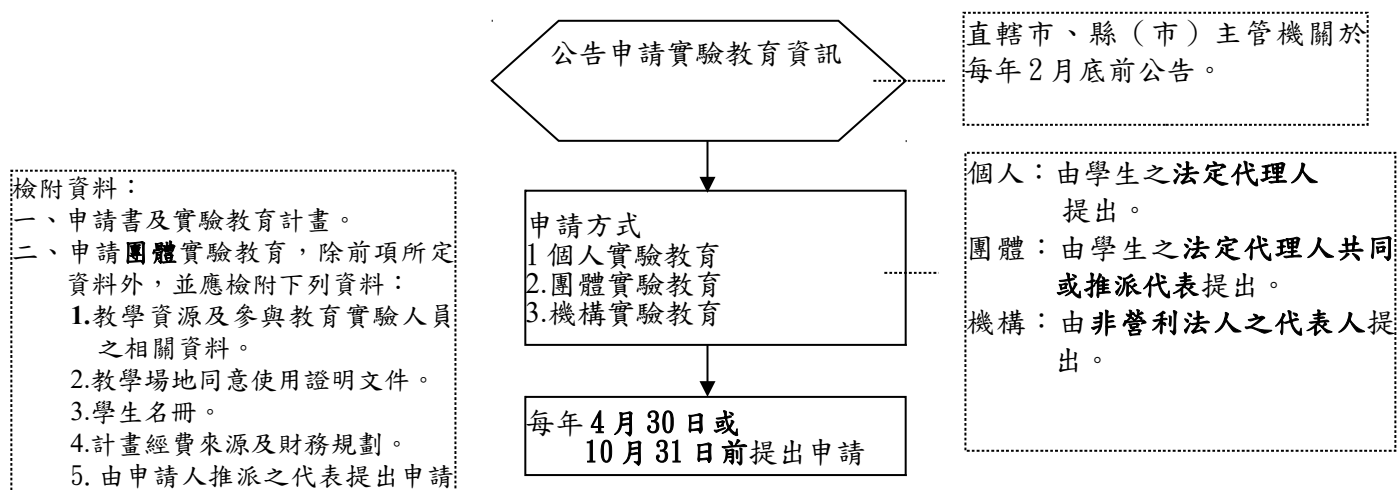 公告申請實驗教育資訊
直轄市、縣（市）主管機關於
每年2月底前公告。
檢附資料：
一、申請書及實驗教育計畫。
二、申請團體實驗教育，除前項所定
資料外，並應檢附下列資料：
1.教學資源及參與教育實驗人員
之相關資料。
2.教學場地同意使用證明文件。
3.學生名冊。
4.計畫經費來源及財務規劃。
5. 由申請人推派之代表提出申請
申請方式
1個人實驗教育
2.團體實驗教育
3.機構實驗教育
個人：由學生之法定代理人
提出。
團體：由學生之法定代理人共同
或推派代表提出。
機構：由非營利法人之代表人提
出。
每年4月30日或
10月31日前提出申請